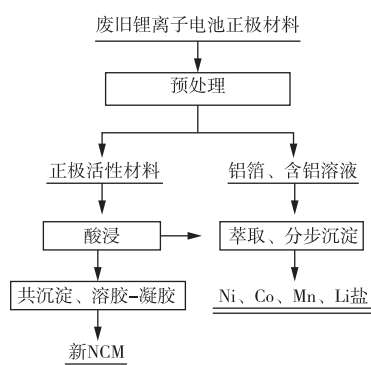 废旧锂离子电池正极材料
预处理
正极活性材料
铝箔、含铝溶液
酸浸
萃取、分步沉淀
共沉淀、溶胶-凝胶
Ni、Co、Mn、Li盐
新NCM